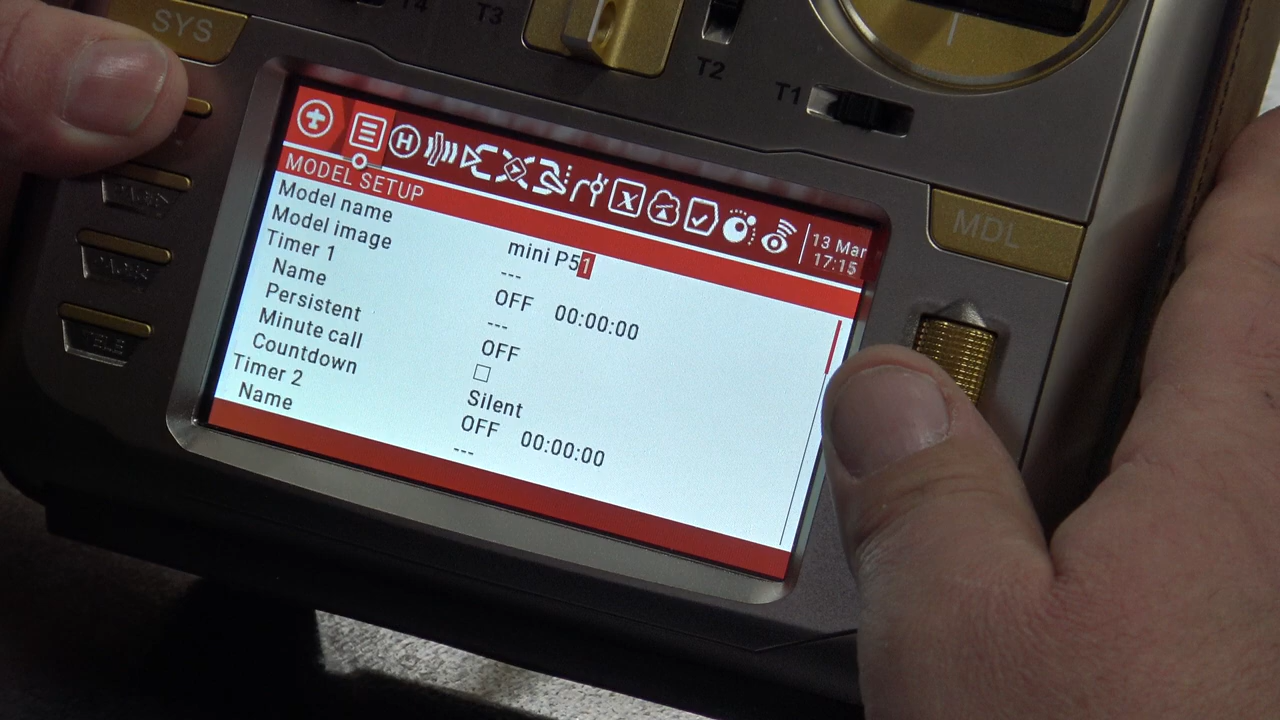 SYS
T4
T3
T2
T1
MDL
H
X
13 Mar
17:15
MODEL SETUP
Model name mini P51
Model image ---
Timer 1 OFF 00:00:00
Name ---
Persistent OFF
Minute call □
Countdown Silent
Timer 2 OFF 00:00:00
Name ---
TELE